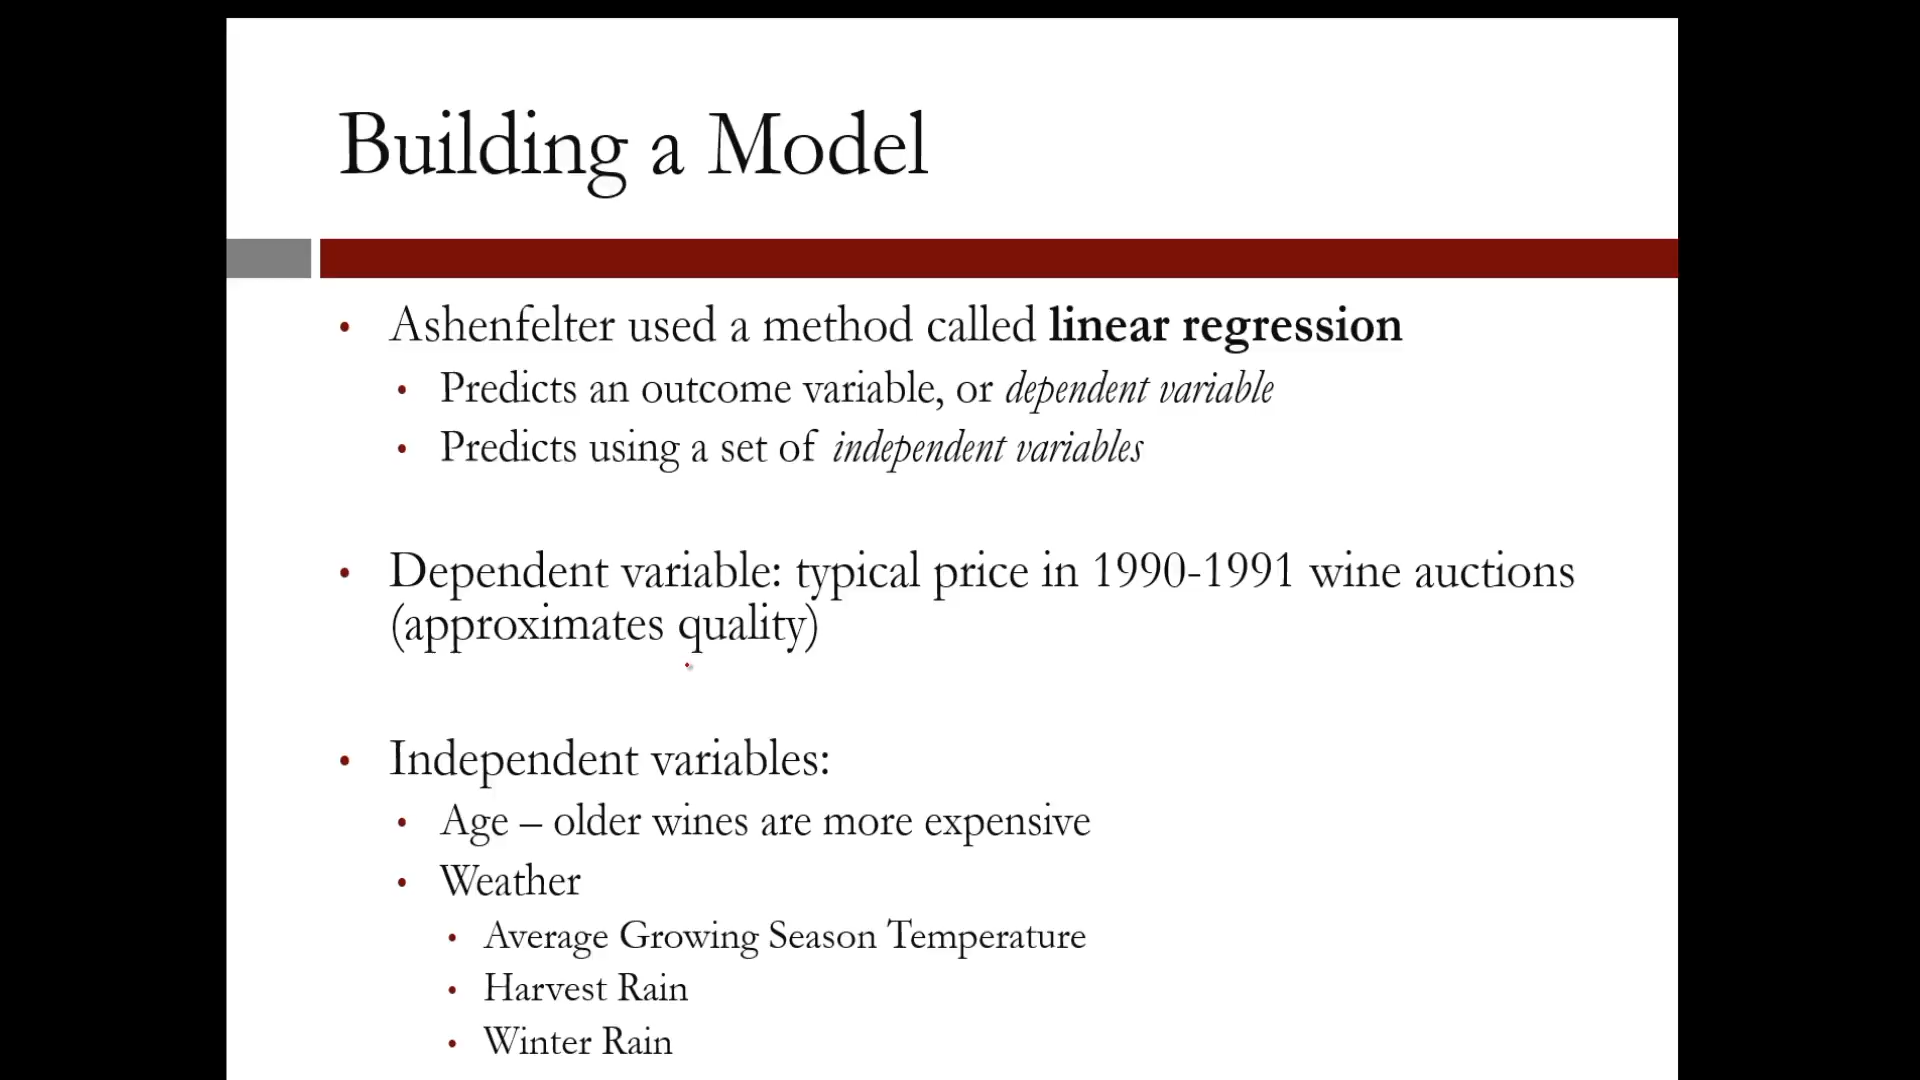 Building a Model
• Ashenfelter used a method called linear regression
• Predicts an outcome variable, or dependent variable
• Predicts using a set of independent variables
• Dependent variable: typical price in 1990-1991 wine auctions
(approximates quality)
• Independent variables:
• Age – older wines are more expensive
• Weather
• Average Growing Season Temperature
• Harvest Rain
• Winter Rain